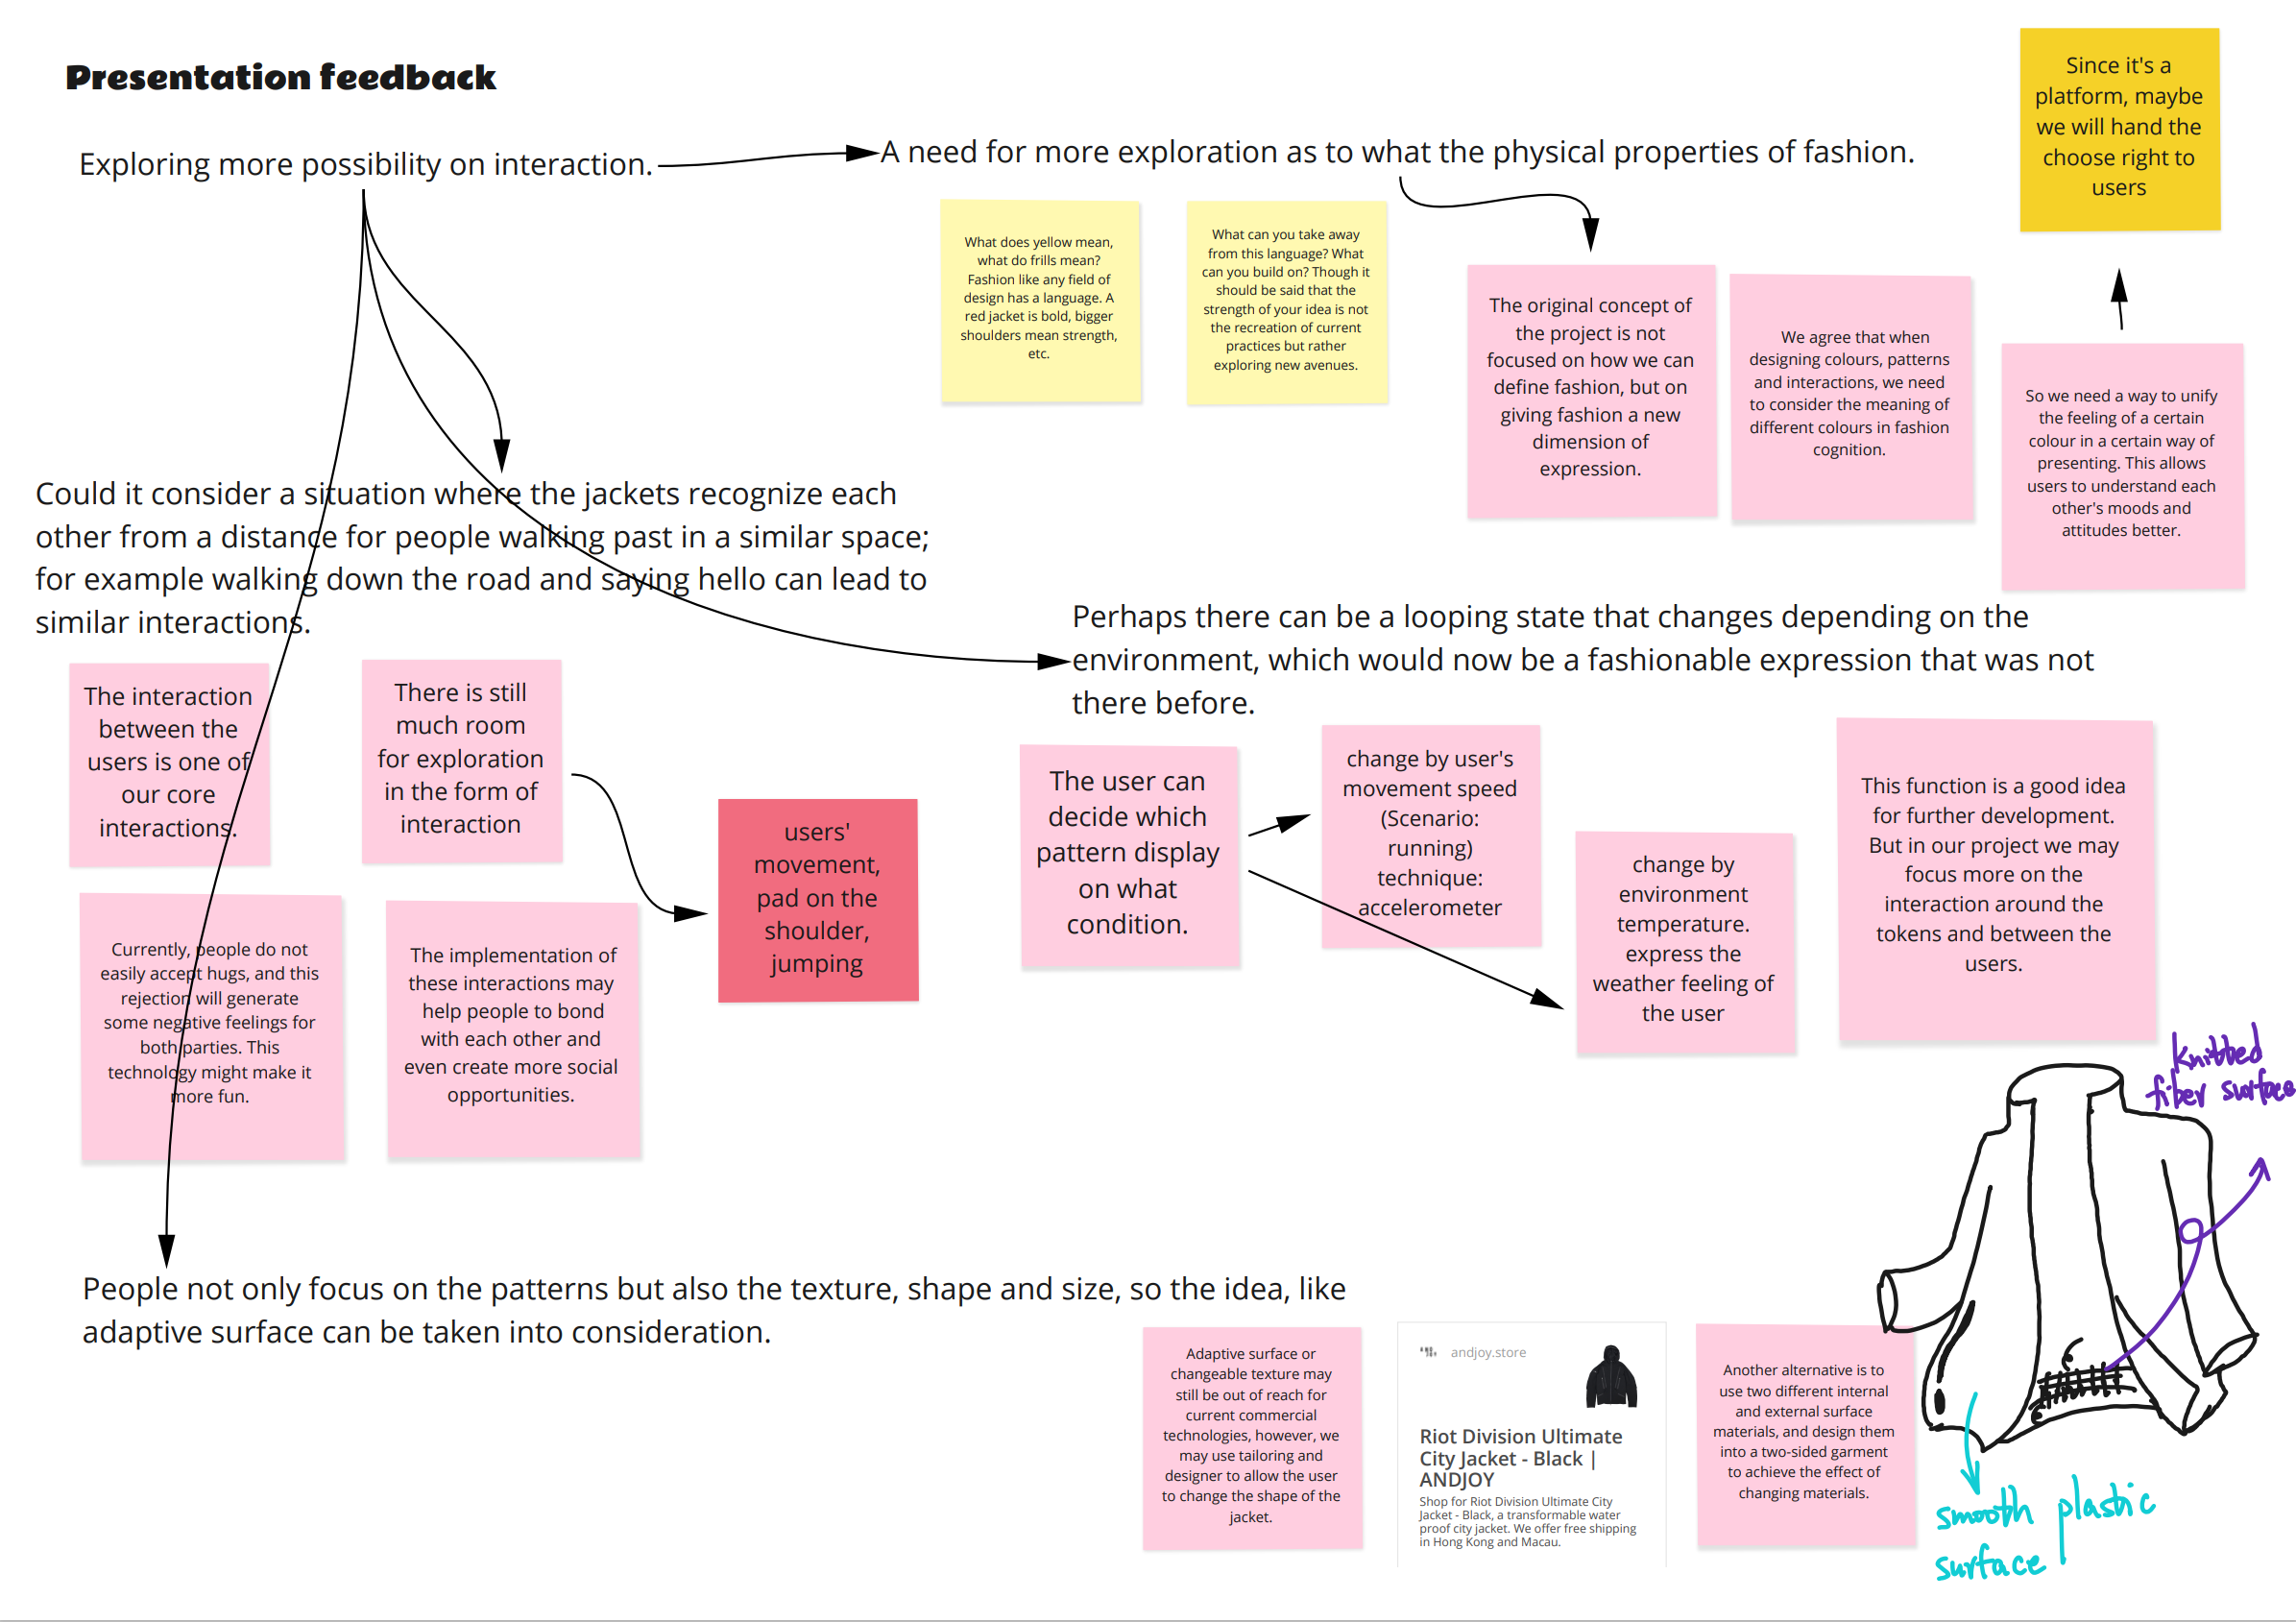 Presentation feedback
Exploring more possibility on interaction.
A need for more exploration as to what the physical properties of fashion.
Since it's a
platform, maybe
we will hand the
choose right to
users
What does yellow mean,
what do frills mean?
Fashion like any field of
design has a language. A
red jacket is bold, bigger
shoulders mean strength,
etc.
What can you take away
from this language? What
can you build on? Though it
should be said that the
strength of your idea is not
the recreation of current
practices but rather
exploring new avenues.
The original concept of
the project is not
focused on how we can
define fashion, but on
giving fashion a new
dimension of
expression.
We agree that when
designing colours, patterns
and interactions, we need
to consider the meaning of
different colours in fashion
cognition.
So we need a way to unify
the feeling of a certain
colour in a certain way of
presenting. This allows
users to understand each
other's moods and
attitudes better.
Could it consider a situation where the jackets recognize each
other from a distance for people walking past in a similar space;
for example walking down the road and saying hello can lead to
similar interactions.
The interaction
between the
users is one of
our core
interactions.
There is still
much room
for exploration
in the form of
interaction
users'
movement,
pad on the
shoulder,
jumping
Currently, people do not
easily accept hugs, and this
rejection will generate
some negative feelings for
both parties. This
technology might make it
more fun.
The implementation of
these interactions may
help people to bond
with each other and
even create more social
opportunities.
Perhaps there can be a looping state that changes depending on the
environment, which would now be a fashionable expression that was not
there before.
The user can
decide which
pattern display
on what
condition.
change by user's
movement speed
(Scenario:
running)
technique:
accelerometer
change by
environment
temperature.
express the
weather feeling of
the user
This function is a good idea
for further development.
But in our project we may
focus more on the
interaction around the
tokens and between the
users.
knitted
fiber surface
People not only focus on the patterns but also the texture, shape and size, so the idea, like
adaptive surface can be taken into consideration.
Adaptive surface or
changeable texture may
still be out of reach for
current commercial
technologies, however, we
may use tailoring and
designer to allow the user
to change the shape of the
jacket.
andjoy.store
Riot Division Ultimate
City Jacket - Black |
ANDJOY
Shop for Riot Division Ultimate City
Jacket - Black, a transformable water
proof city jacket. We offer free shipping
in Hong Kong and Macau.
Another alternative is to
use two different internal
and external surface
materials, and design them
into a two-sided garment
to achieve the effect of
changing materials.
smooth plastic
surface